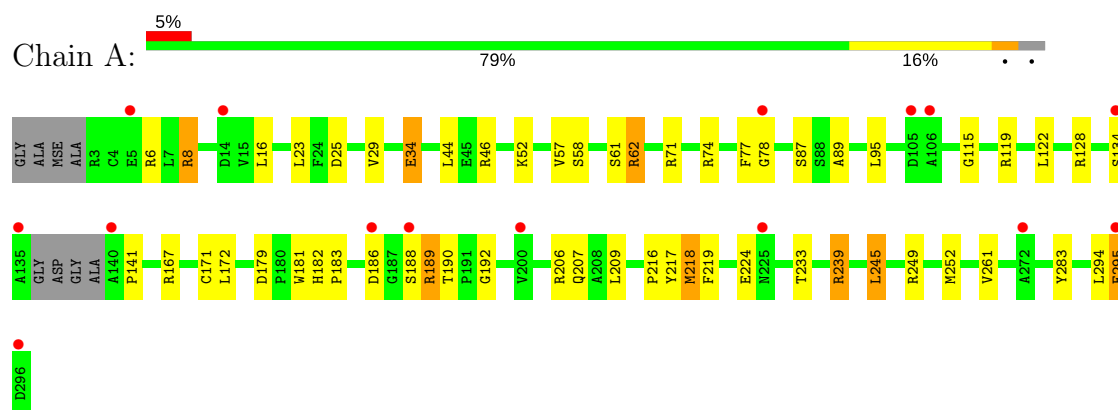 5%
Chain A:
79% 16% • •
GLY ALA MSE ALA R3 C4 E5 R6 L7 R8 D14 V15 L16 L23 F24 D25 V29 E34 L44 E45 R46 K52 V57 S58 S61 R62 R71 R74 F77 G78 S87 S88 A89 L95 D105 A106 G115 R119 L122 R128 S134
A135 GLY ASP GLY ALA A140 P141 R167 C171 L172 D179 P180 W181 H182 P183 D186 G187 S188 R189 T190 P191 G192 V200 R206 Q207 A208 L209 P216 Y217 M218 F219 E224 N225 T233 R239 L245 R249 M252 V261 A272 Y283 L294
D296